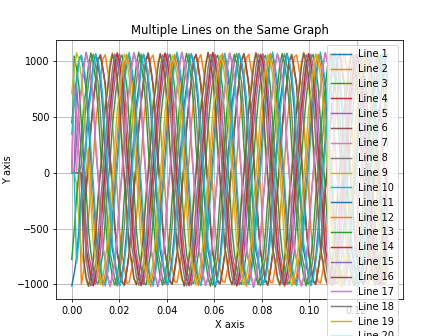 Multiple Lines on the Same Graph
1000
500
0
−500
−1000
Y axis
0.00
0.02
0.04
0.06
0.08
0.10
X axis
Line 1
Line 2
Line 3
Line 4
Line 5
Line 6
Line 7
Line 8
Line 9
Line 10
Line 11
Line 12
Line 13
Line 14
Line 15
Line 16
Line 17
Line 18
Line 19
Line 20